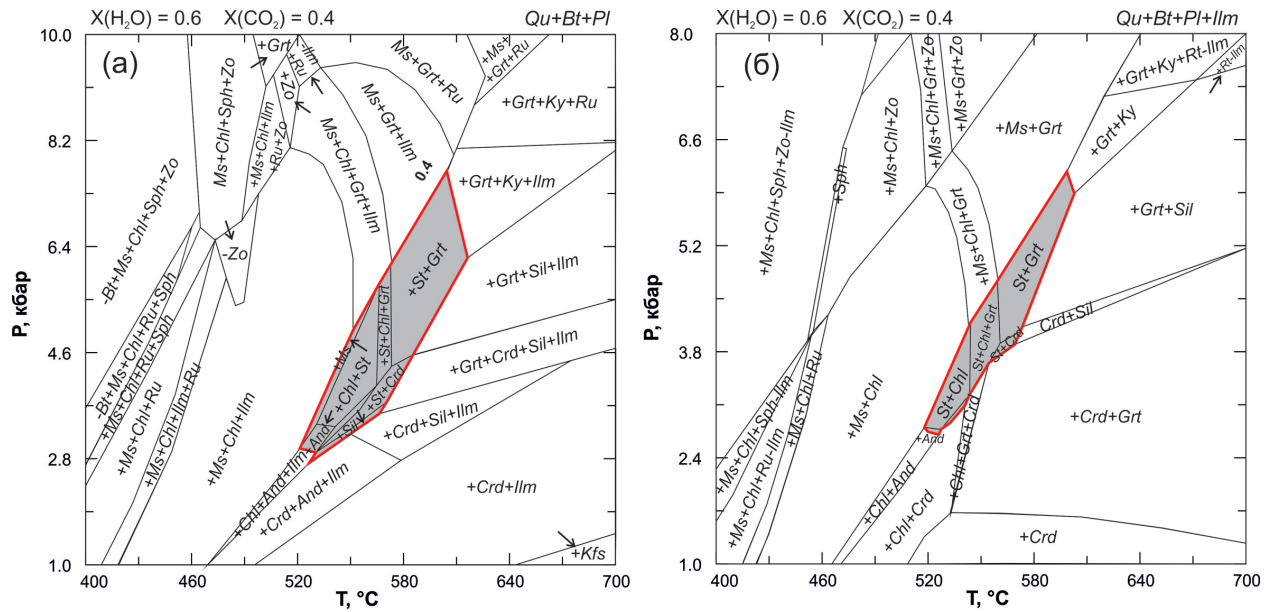 X(H₂O) = 0.6 X(CO₂) = 0.4 Qu+Bt+Pl
(а)
P, кбар
10.0
8.2
6.4
4.6
2.8
1.0
400 460 520 580 640 700
T, °C
-Bt+Ms+Chl+Sph+Zo
Ms+Chl+Sph+Zo
+Grt
-Ilm
+Ru
+Zo
+Ms+Chl+Ilm
+Ru+Zo
-Zo
Ms+Grt+Ru
+Ms+
+Grt+Ru
+Grt+Ky+Ru
Ms+Grt+Ilm
0.4
Ms+Chl+Grt+Ilm
+Grt+Ky+Ilm
+St+Grt
+St+Chl+Grt
+Grt+Sil+Ilm
-Bt+Ms+Chl+Ru+Sph
+Ms+Chl+Ru+Sph
+Ms+Chl+Ru
+Ms+Chl+Ilm+Ru
+Ms+Chl+Ilm
+Ms
+Chl+St
+St+Crd
+Sil
+And
+Grt+Crd+Sil+Ilm
+Crd+Sil+Ilm
+Chl+And+Ilm
+Crd+And+Ilm
+Crd+Ilm
+Kfs
X(H₂O) = 0.6 X(CO₂) = 0.4 Qu+Bt+Pl+Ilm
(б)
P, кбар
8.0
6.6
5.2
3.8
2.4
1.0
400 460 520 580 640 700
T, °C
+Ms+Chl+Sph+Zo-Ilm
+Sph
+Ms+Chl+Zo
+Ms+Chl+Grt+Zo
+Ms+Grt+Zo
+Ms+Grt
+Grt+Ky+Rt-Ilm
+Rt-Ilm
+Grt+Ky
+Grt+Sil
+Ms+Chl+Grt
St+Grt
St+Chl+Grt
St+Crd
Crd+Sil
St+Chl
+And
+Ms+Chl
+Ms+Chl+Sph-Ilm
+Ms+Chl+Ru-Ilm
+Ms+Chl+Ru
+Chl+And
+Chl+Crd
+Chl+Grt+Crd
+Crd+Grt
+Crd